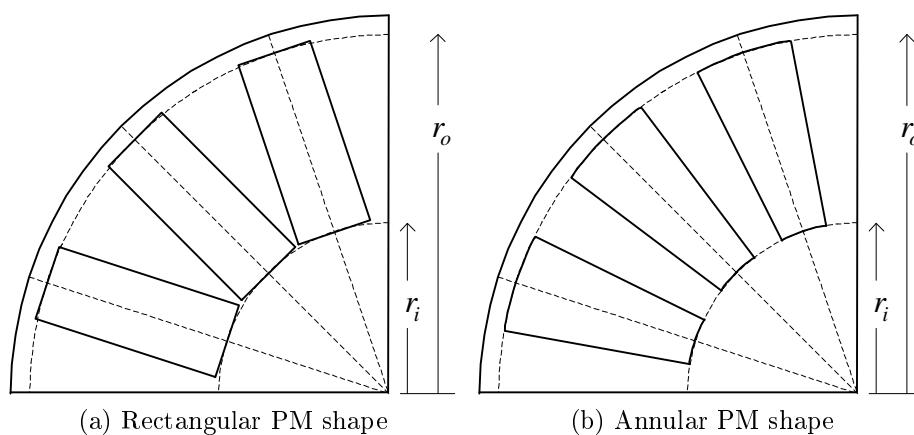 r_o
r_i
r_o
r_i
(a) Rectangular PM shape
(b) Annular PM shape